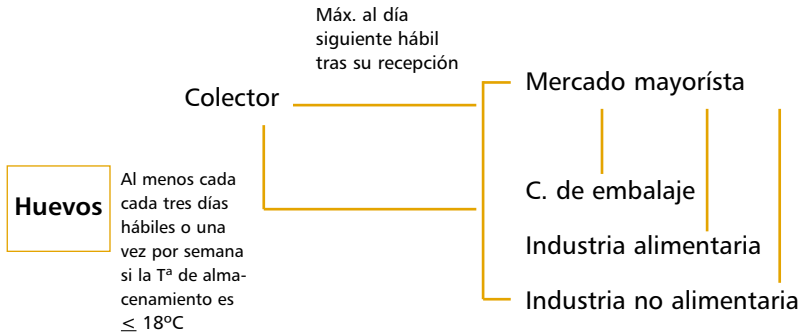 Máx. al día
siguiente hábil
tras su recepción
Colector
Mercado mayorísta
Huevos
Al menos cada
cada tres días
hábiles o una
vez por semana
si la Tª de alma-
cenamiento es
≤ 18ºC
C. de embalaje
Industria alimentaria
Industria no alimentaria